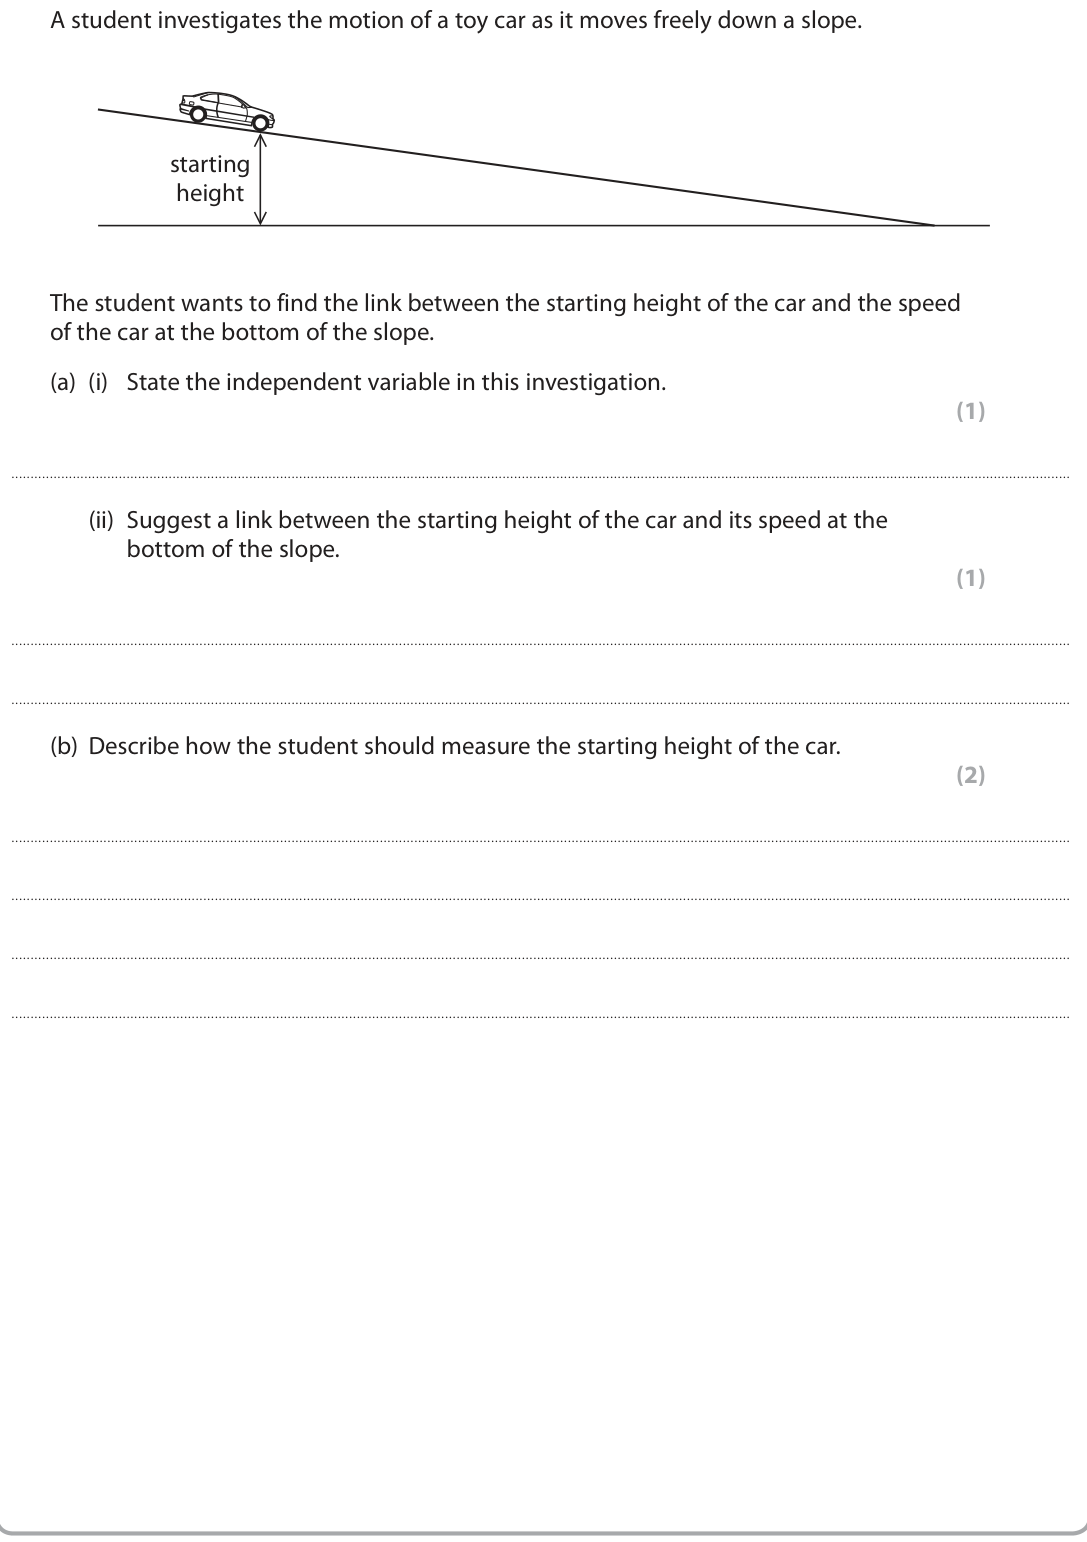 A student investigates the motion of a toy car as it moves freely down a slope.
starting
height
The student wants to find the link between the starting height of the car and the speed
of the car at the bottom of the slope.
(a) (i) State the independent variable in this investigation.
(1)
(ii) Suggest a link between the starting height of the car and its speed at the
bottom of the slope.
(1)
(b) Describe how the student should measure the starting height of the car.
(2)